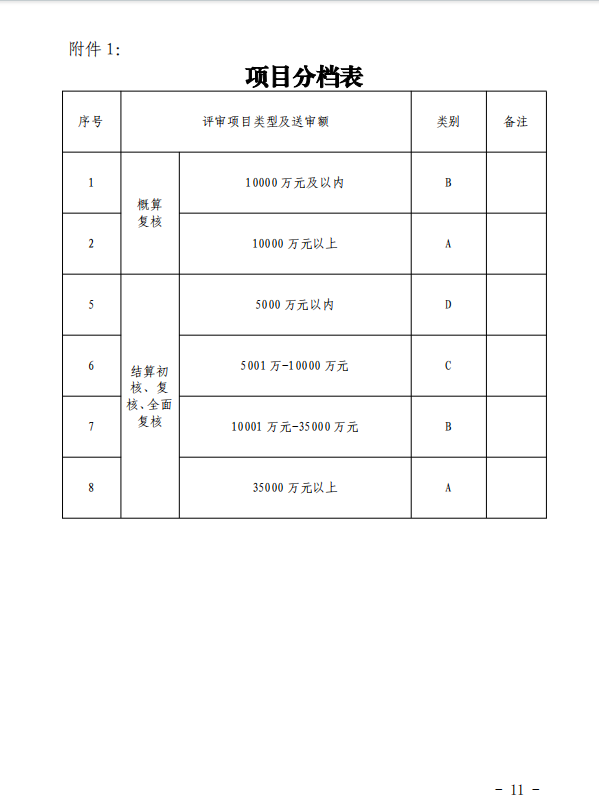 附件 1:
项目分档表
序号 评审项目类型及送审额 类别 备注
1 10000 万元及以内 B
概算
复核
2 10000 万元以上 A
5 5000 万元以内 D
6 5001 万-10000 万元 C
结算初
核、复
核、全面
复核
7 10001 万元-35000 万元 B
8 35000 万元以上 A
- 11 -